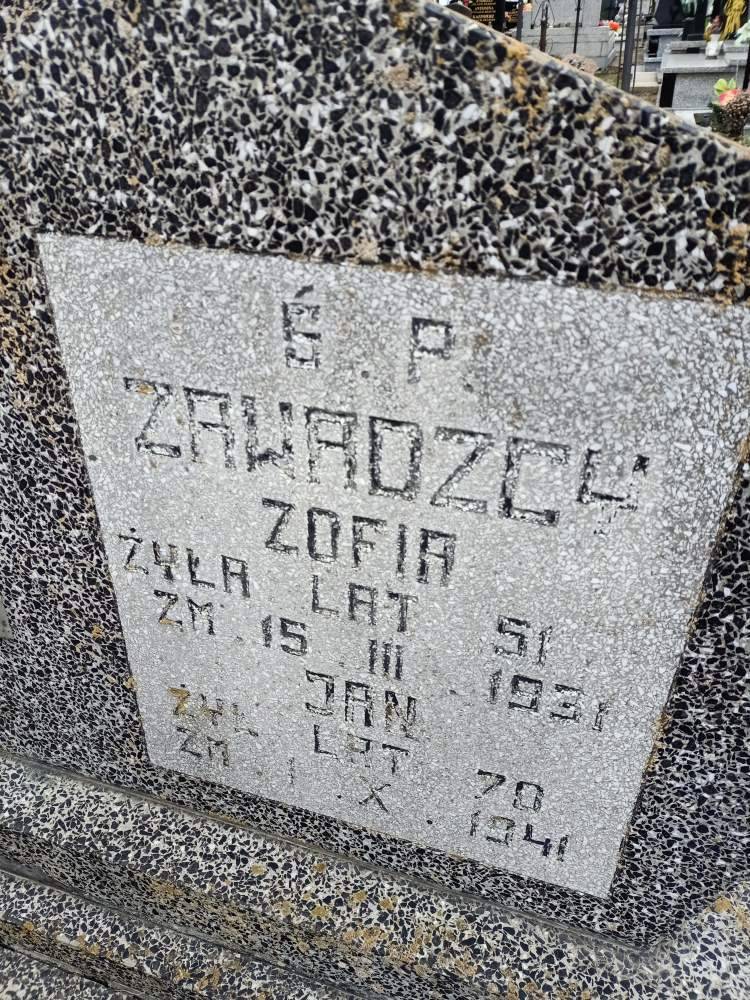 Ś.P.
ZAWADZCY
ZOFIA
ŻYŁA LAT 51
ZM. 15. III. 1931
JAN
ŻYŁ LAT 70
ZM. 1. X. 1941